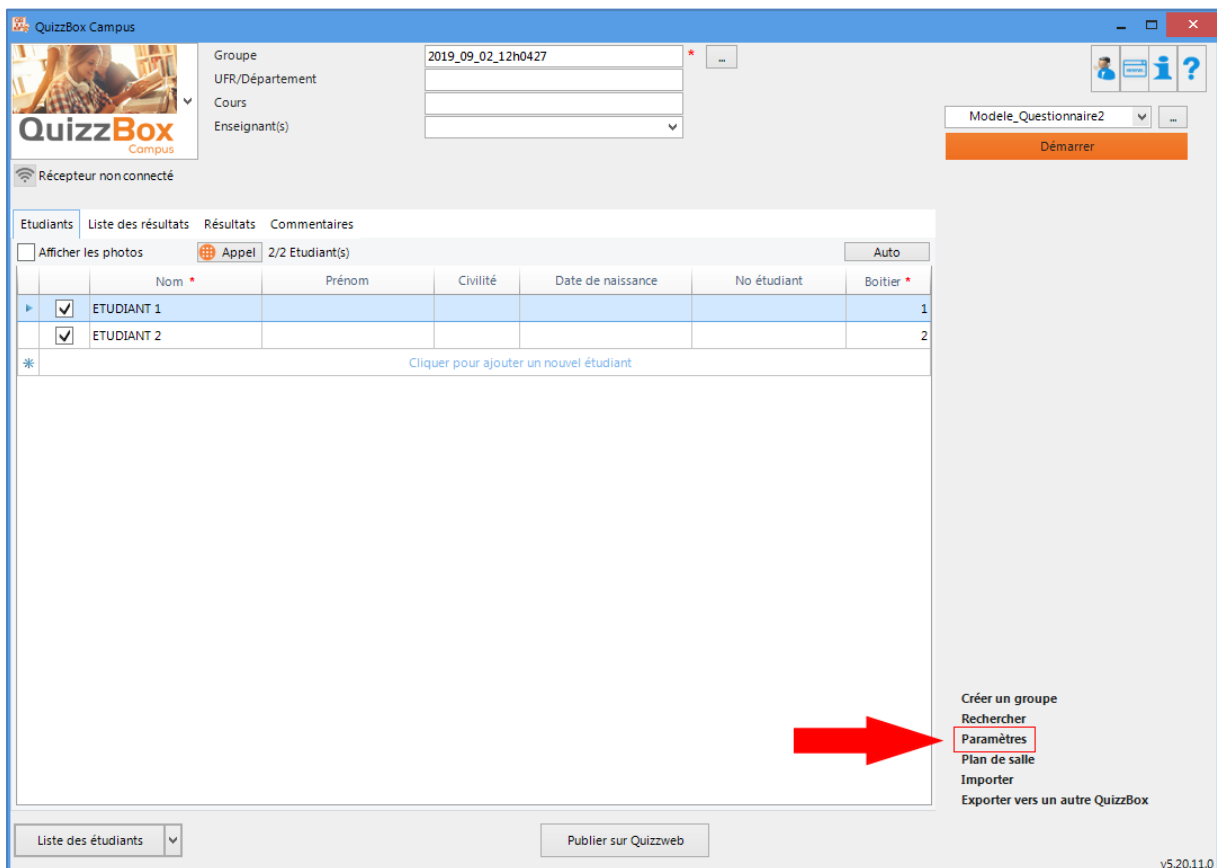 QuizzBox Campus
Groupe 2019_09_02_12h0427 * ...
UFR/Département
Cours
Enseignant(s)
QuizzBox
Campus
Modele_Questionnaire2 ...
Démarrer
Récepteur non connecté
Etudiants Liste des résultats Résultats Commentaires
Afficher les photos Appel 2/2 Etudiant(s) Auto
Nom * Prénom Civilité Date de naissance No étudiant Boitier *
ETUDIANT 1 1
ETUDIANT 2 2
Cliquer pour ajouter un nouvel étudiant
Créer un groupe
Rechercher
Paramètres
Plan de salle
Importer
Exporter vers un autre QuizzBox
Liste des étudiants Publier sur Quizzweb
v5.20.11.0